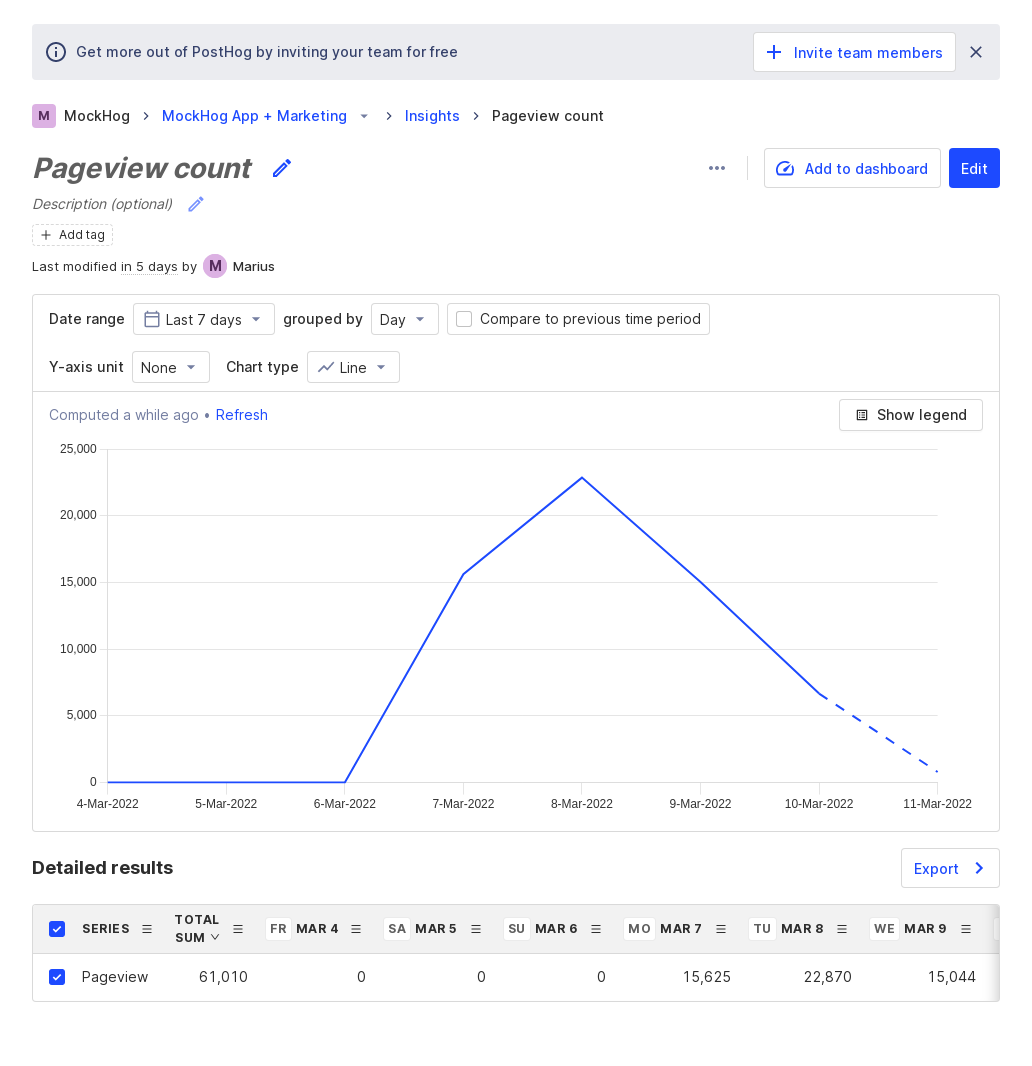 Get more out of PostHog by inviting your team for free
Invite team members
M MockHog > MockHog App + Marketing > Insights > Pageview count
Pageview count
Add to dashboard
Edit
Description (optional)
Add tag
Last modified in 5 days by M Marius
Date range Last 7 days grouped by Day Compare to previous time period
Y-axis unit None Chart type Line
Computed a while ago • Refresh
Show legend
25,000
20,000
15,000
10,000
5,000
0
4-Mar-2022 5-Mar-2022 6-Mar-2022 7-Mar-2022 8-Mar-2022 9-Mar-2022 10-Mar-2022 11-Mar-2022
Detailed results
Export
SERIES TOTAL SUM FR MAR 4 SA MAR 5 SU MAR 6 MO MAR 7 TU MAR 8 WE MAR 9
Pageview 61,010 0 0 0 15,625 22,870 15,044